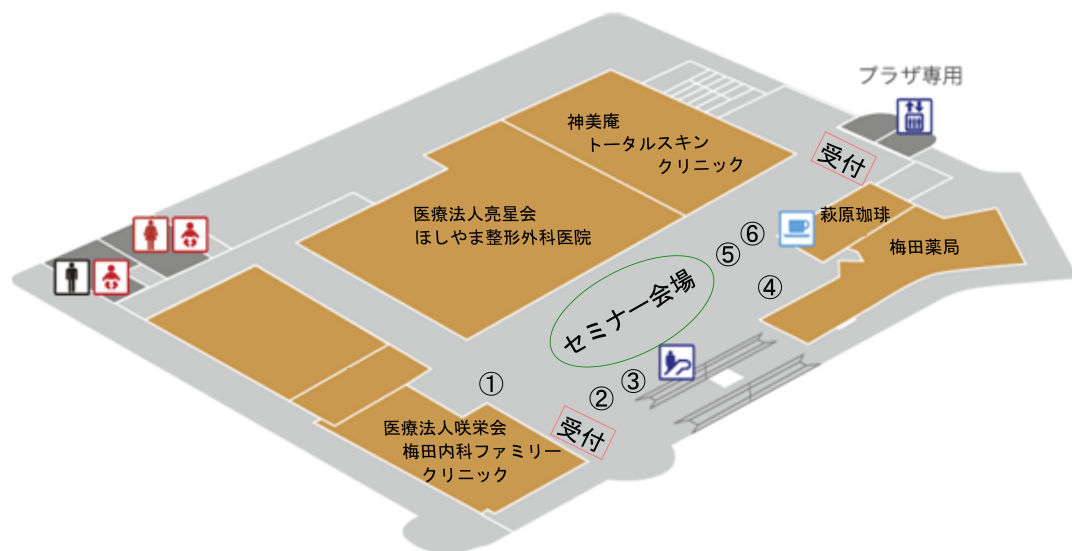 プラザ専用
神美庵
トータルスキン
クリニック
受付
医療法人亮星会
ほしやま整形外科医院
萩原珈琲
梅田薬局
⑥
⑤
④
セミナー会場
①
③
②
受付
医療法人咲栄会
梅田内科ファミリー
クリニック